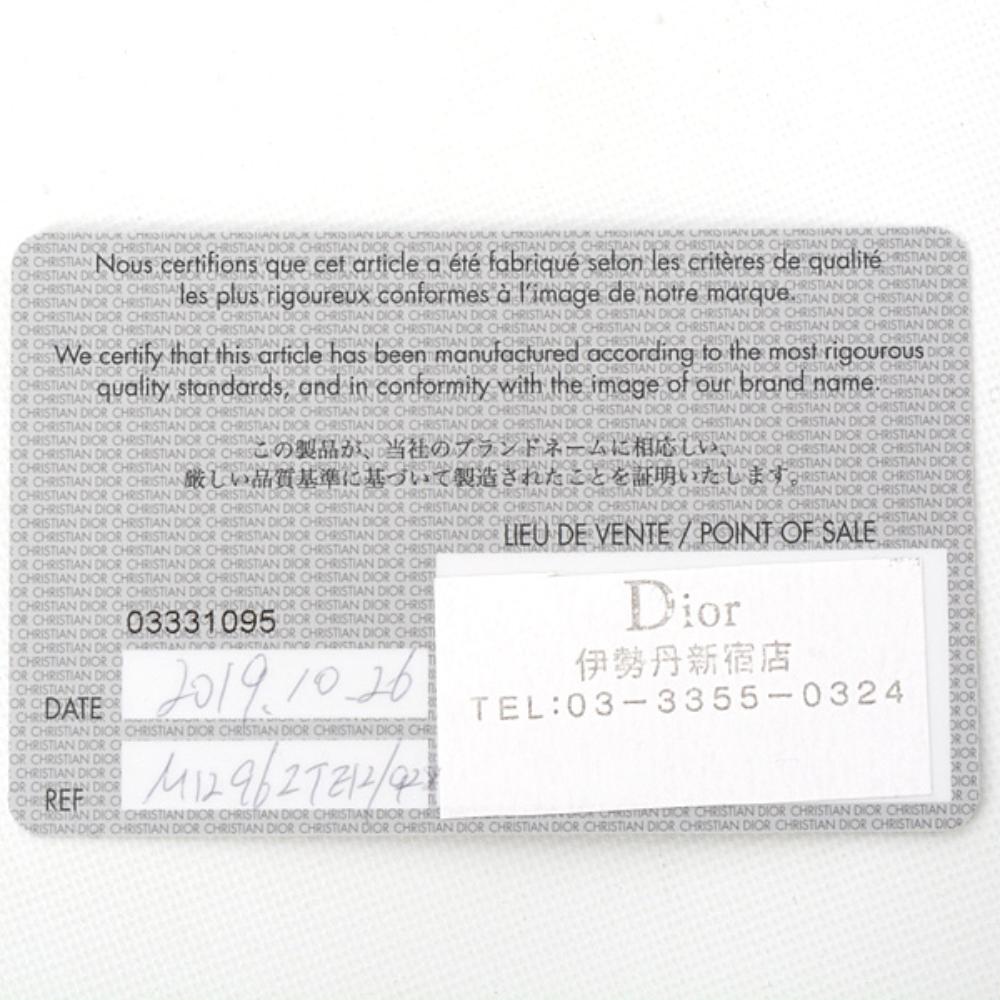 Nous certifions que cet article a été fabriqué selon les critères de qualité
les plus rigoureux conformes à l'image de notre marque.
We certify that this article has been manufactured according to the most rigourous
quality standards, and in conformity with the image of our brand name.
この製品が、当社のブランドネームに相応しい、
厳しい品質基準に基づいて製造されたことを証明いたします。
LIEU DE VENTE / POINT OF SALE
Dior
伊勢丹新宿店
TEL:03-3355-0324
03331095
DATE 2019.10.26
REF